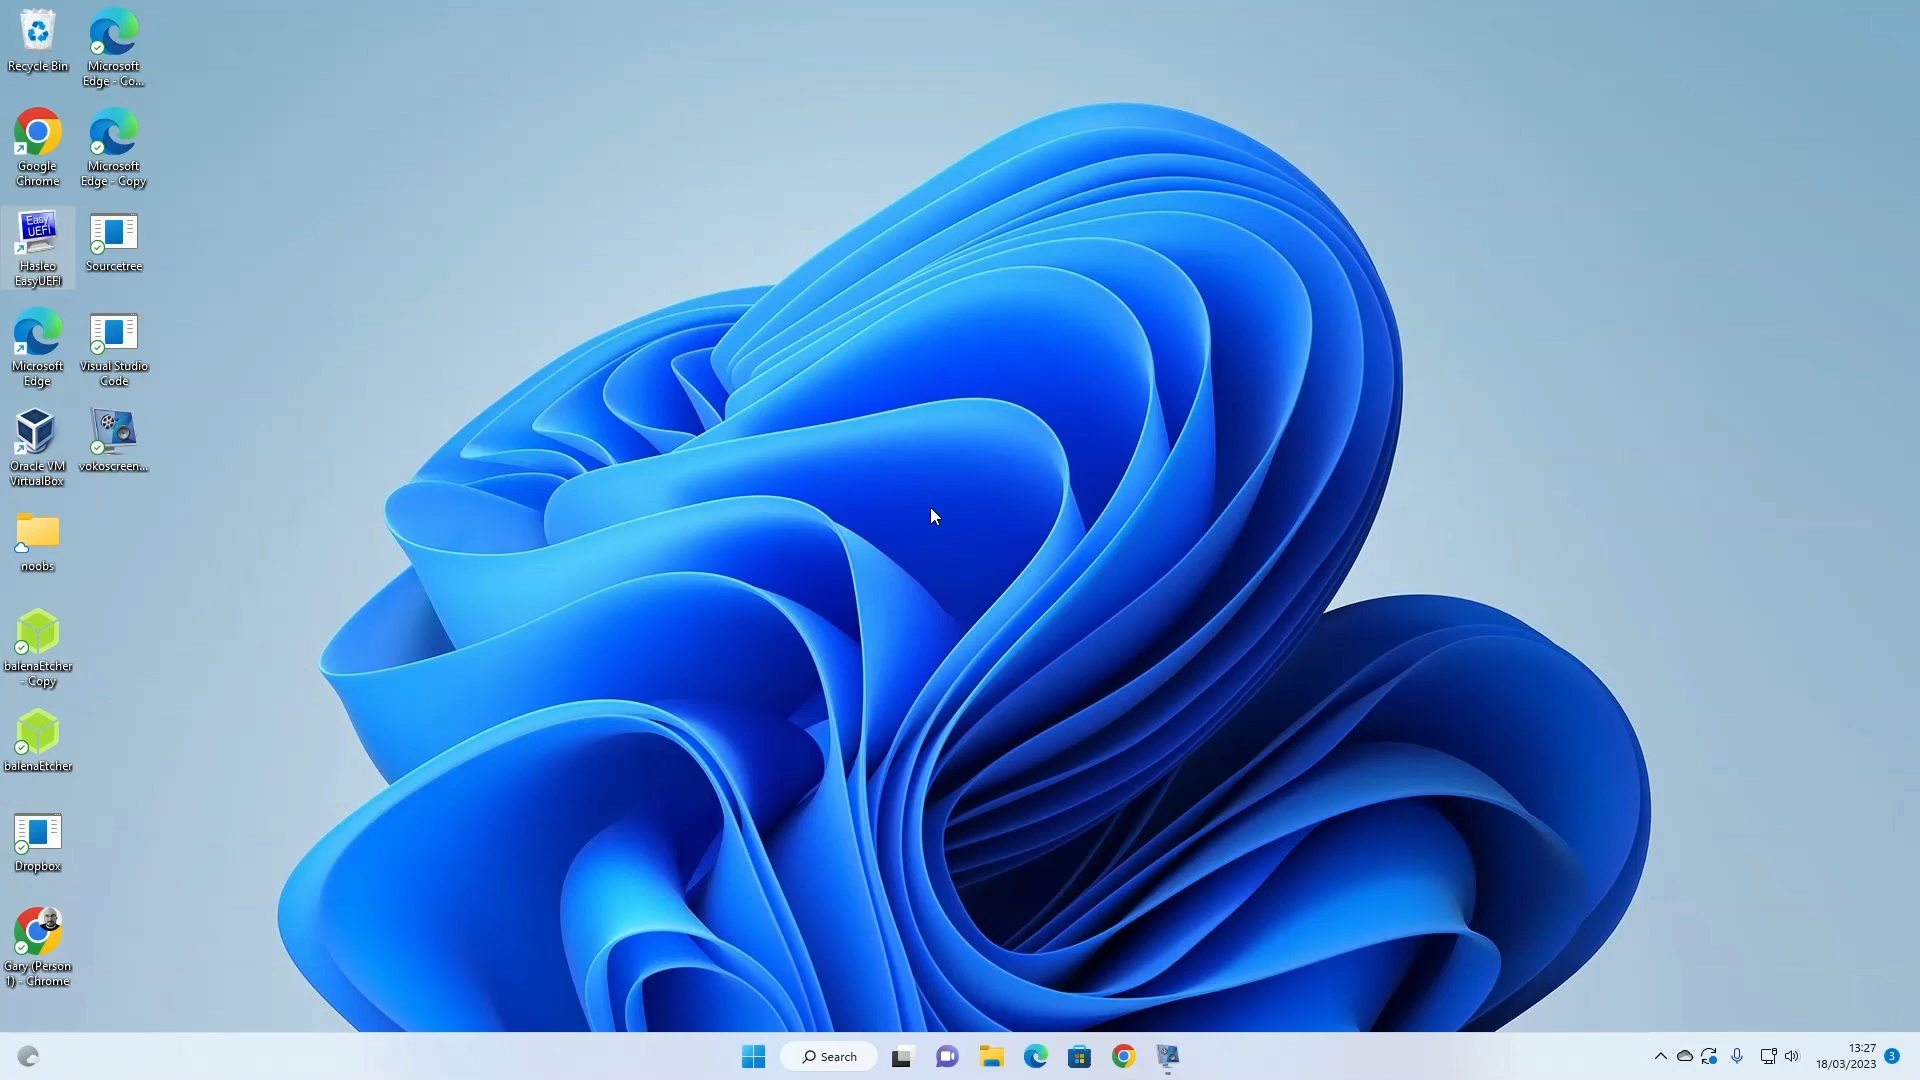 Recycle Bin
Microsoft
Edge - Co...
Google
Chrome
Microsoft
Edge - Copy
Easy
UEFI
Hasleo
EasyUEFI
Sourcetree
Microsoft
Edge
Visual Studio
Code
Oracle VM
VirtualBox
vokoscreen...
noobs
balenaEtcher
- Copy
balenaEtcher
Dropbox
Gary (Person
1) - Chrome
Search
13:27
18/03/2023
3